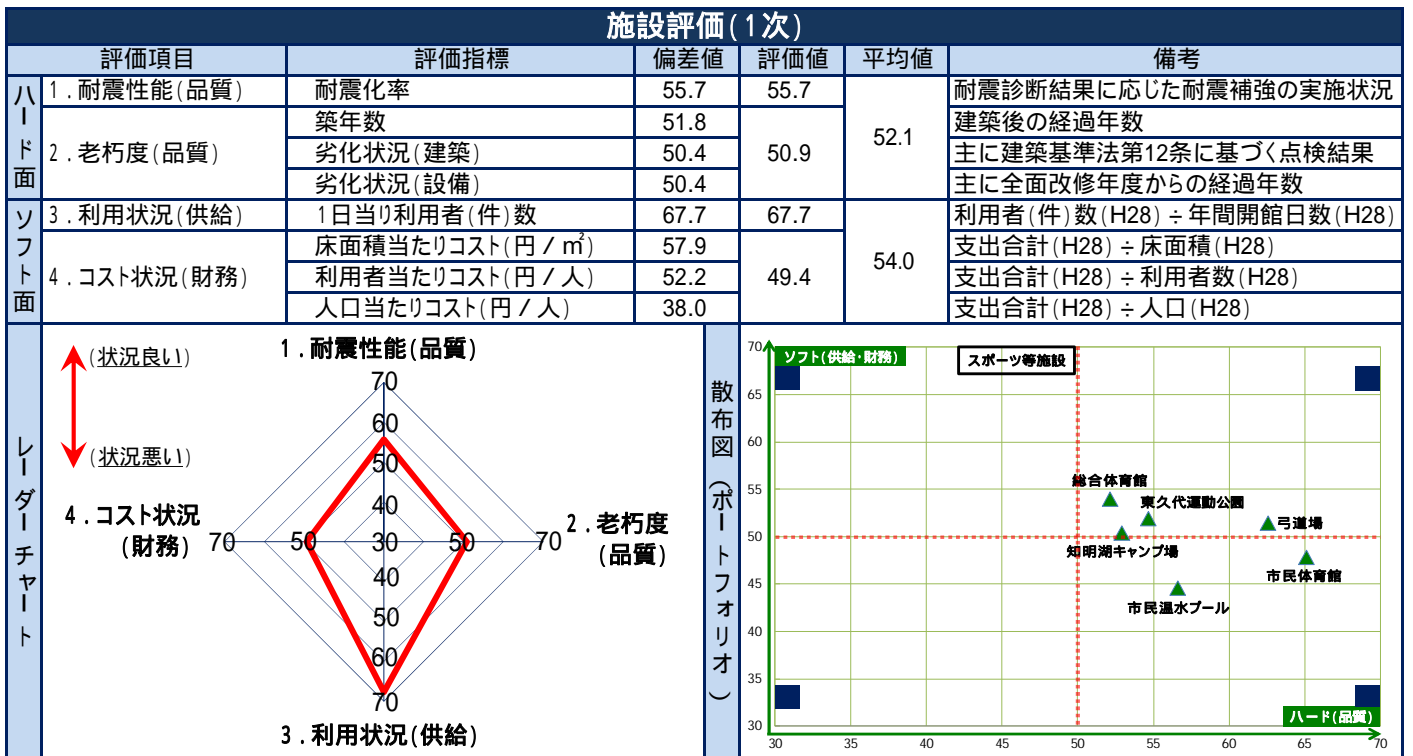 施設評価(1次)
評価項目 評価指標 偏差値 評価値 平均値 備考
ハード面
1．耐震性能(品質) 耐震化率 55.7 55.7 52.1 耐震診断結果に応じた耐震補強の実施状況
2．老朽度(品質) 築年数 51.8 50.9 建築後の経過年数
劣化状況(建築) 50.4 主に建築基準法第12条に基づく点検結果
劣化状況(設備) 50.4 主に全面改修年度からの経過年数
ソフト面
3．利用状況(供給) 1日当り利用者(件)数 67.7 67.7 54.0 利用者(件)数(H28)÷年間開館日数(H28)
4．コスト状況(財務) 床面積当たりコスト(円／㎡) 57.9 49.4 支出合計(H28)÷床面積(H28)
利用者当たりコスト(円／人) 52.2 支出合計(H28)÷利用者数(H28)
人口当たりコスト(円／人) 38.0 支出合計(H28)÷人口(H28)
レーダーチャート
(状況良い)
(状況悪い)
1．耐震性能(品質)
70
60
50
40
4．コスト状況
(財務)
70 50 30 50 70
2．老朽度
(品質)
40
50
60
70
3．利用状況(供給)
散布図(ポートフォリオ)
ソフト(供給・財務)
スポーツ等施設
70
65
60
55
50
45
40
35
30
総合体育館
東久代運動公園
弓道場
知明湖キャンプ場
市民体育館
市民温水プール
ハード(品質)
30 35 40 45 50 55 60 65 70